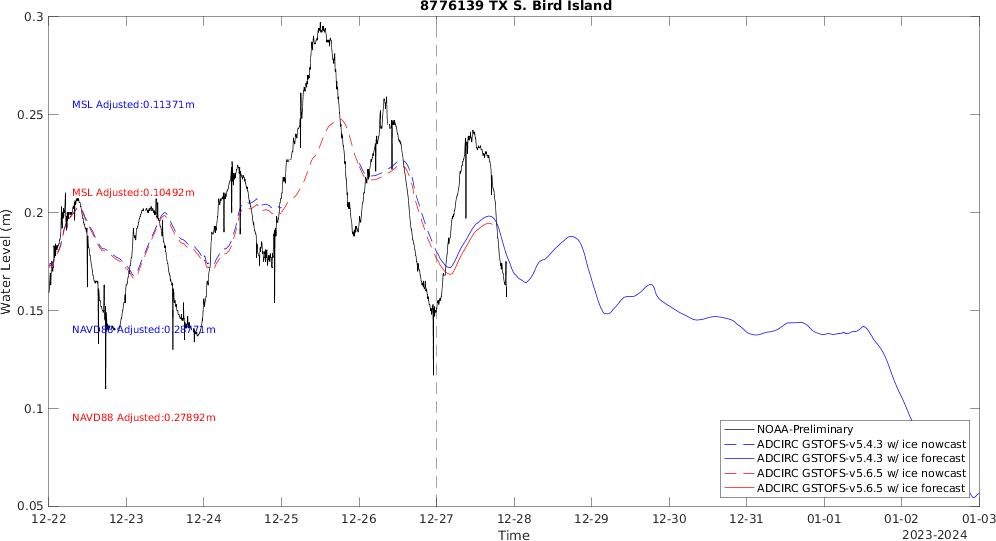 8776139 TX S. Bird Island
0.3
0.25
0.2
0.15
0.1
0.05
Water Level (m)
MSL Adjusted:0.11371m
MSL Adjusted:0.10492m
NAVD88 Adjusted:0.28771m
NAVD88 Adjusted:0.27892m
NOAA-Preliminary
ADCIRC GSTOFS-v5.4.3 w/ ice nowcast
ADCIRC GSTOFS-v5.4.3 w/ ice forecast
ADCIRC GSTOFS-v5.6.5 w/ ice nowcast
ADCIRC GSTOFS-v5.6.5 w/ ice forecast
12-22 12-23 12-24 12-25 12-26 12-27 12-28 12-29 12-30 12-31 01-01 01-02 01-03
Time
2023-2024